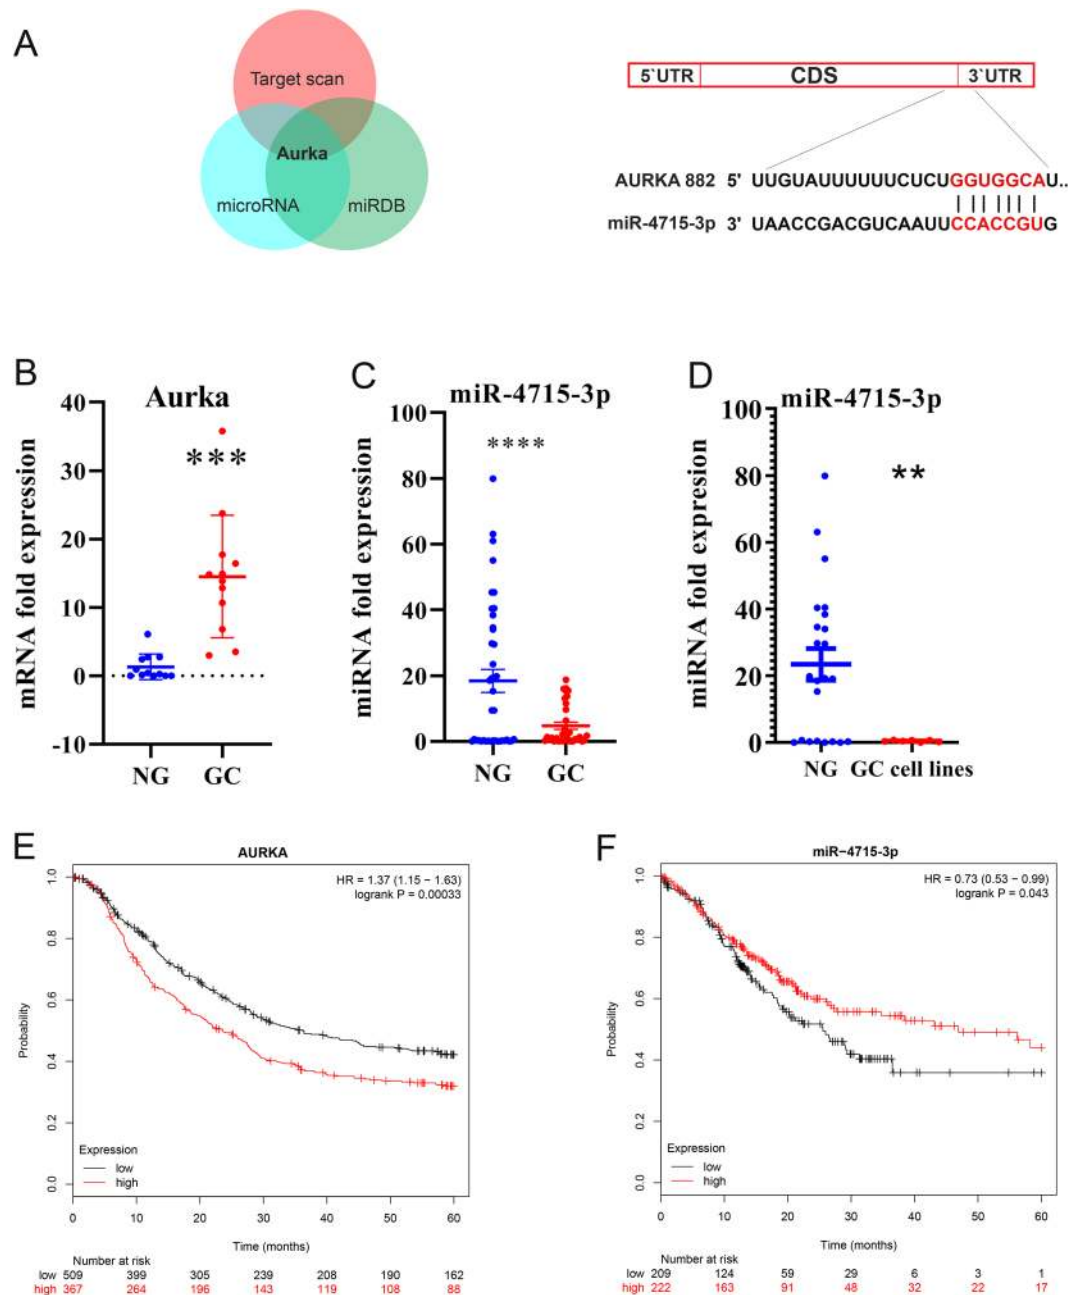 A
Target scan
Aurka
microRNA
miRDB
5`UTR CDS 3`UTR
AURKA 882 5' UUGUAUUUUUUCUCUGGUGGCAU..
miR-4715-3p 3' UAACCGACGUCAAUUCCACCGUG
B
Aurka
mRNA fold expression
40
30
20
10
0
-10
***
NG GC
C
miR-4715-3p
miRNA fold expression
100
80
60
40
20
0
****
NG GC
D
miR-4715-3p
miRNA fold expression
100
80
60
40
20
0
**
NG GC cell lines
E
AURKA
HR = 1.37 (1.15 − 1.63)
logrank P = 0.00033
Probability
1.0
0.8
0.6
0.4
0.2
0.0
Expression
low
high
0 10 20 30 40 50 60
Time (months)
Number at risk
low 509 399 305 239 208 190 162
high 367 264 196 143 119 108 88
F
miR−4715-3p
HR = 0.73 (0.53 − 0.99)
logrank P = 0.043
Probability
1.0
0.8
0.6
0.4
0.2
0.0
Expression
low
high
0 10 20 30 40 50 60
Time (months)
Number at risk
low 209 124 59 29 6 3 1
high 222 163 91 48 32 22 17